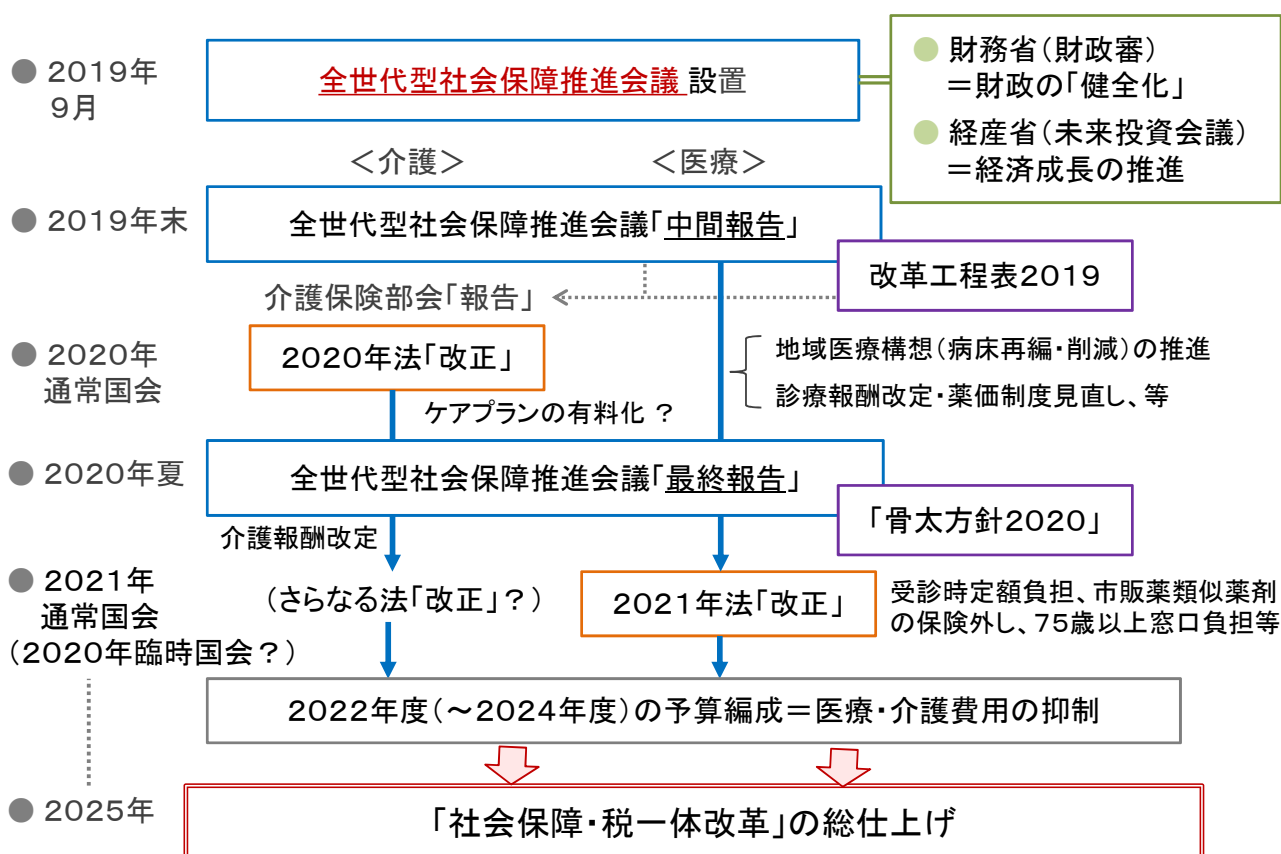 ● 2019年
9月
全世代型社会保障推進会議 設置
● 財務省(財政審)
=財政の「健全化」
● 経産省(未来投資会議)
=経済成長の推進
<介護>
<医療>
● 2019年末
全世代型社会保障推進会議「中間報告」
改革工程表2019
介護保険部会「報告」
● 2020年
通常国会
2020年法「改正」
地域医療構想(病床再編・削減)の推進
診療報酬改定・薬価制度見直し、等
ケアプランの有料化 ?
● 2020年夏
全世代型社会保障推進会議「最終報告」
「骨太方針2020」
介護報酬改定
● 2021年
通常国会
(2020年臨時国会?)
(さらなる法「改正」?)
2021年法「改正」
受診時定額負担、市販薬類似薬剤
の保険外し、75歳以上窓口負担等
2022年度(~2024年度)の予算編成=医療・介護費用の抑制
● 2025年
「社会保障・税一体改革」の総仕上げ